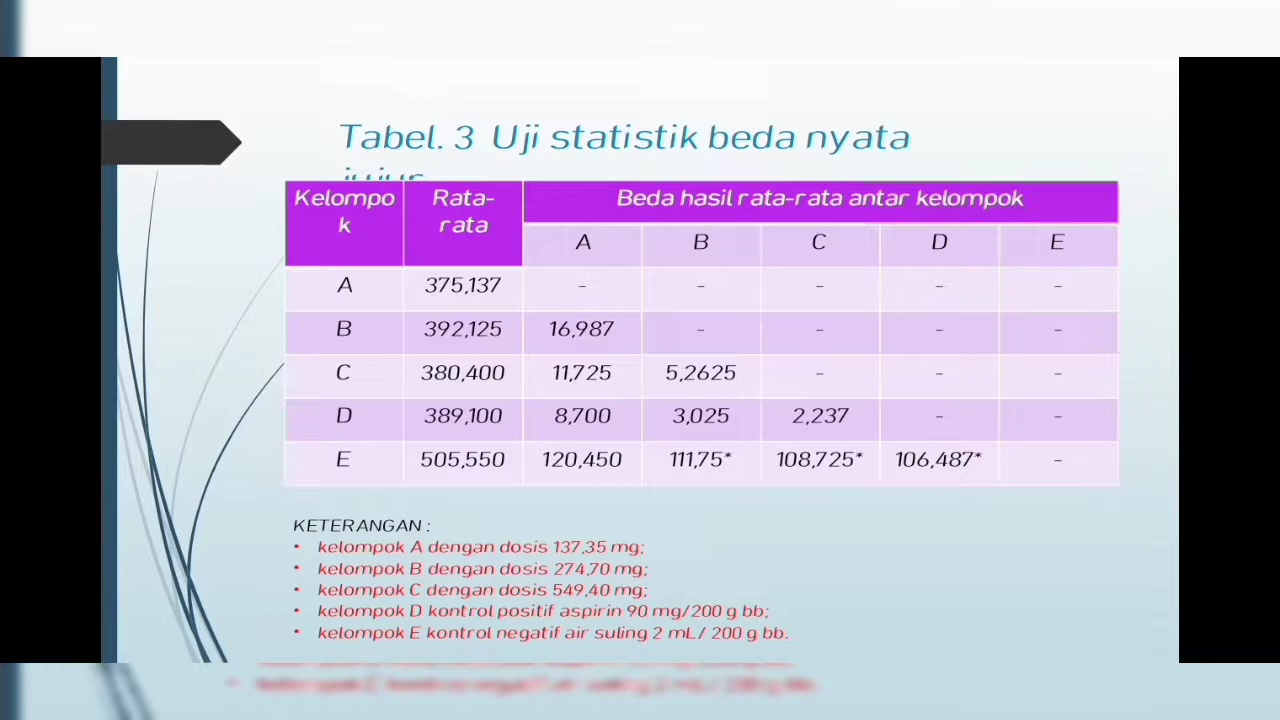 Tabel. 3 Uji statistik beda nyata
jujur
Kelompo
k
Rata-
rata
Beda hasil rata-rata antar kelompok
A B C D E
A 375,137 - - - - -
B 392,125 16,987 - - - -
C 380,400 11,725 5,2625 - - -
D 389,100 8,700 3,025 2,237 - -
E 505,550 120,450 111,75* 108,725* 106,487* -
KETERANGAN :
• kelompok A dengan dosis 137,35 mg;
• kelompok B dengan dosis 274,70 mg;
• kelompok C dengan dosis 549,40 mg;
• kelompok D kontrol positif aspirin 90 mg/200 g bb;
• kelompok E kontrol negatif air suling 2 mL/ 200 g bb.